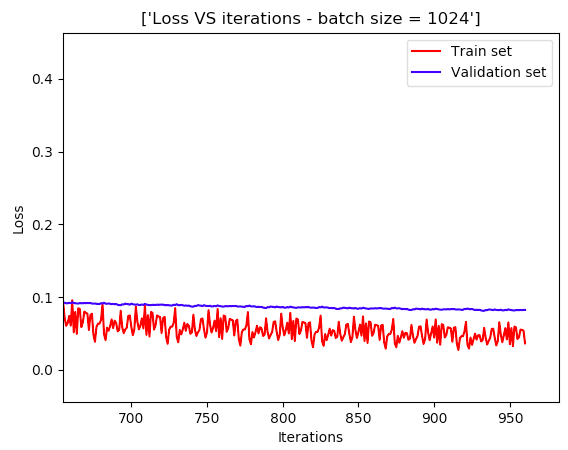 ['Loss VS iterations - batch size = 1024']
Train set
Validation set
Loss
0.4
0.3
0.2
0.1
0.0
700
750
800
850
900
950
Iterations